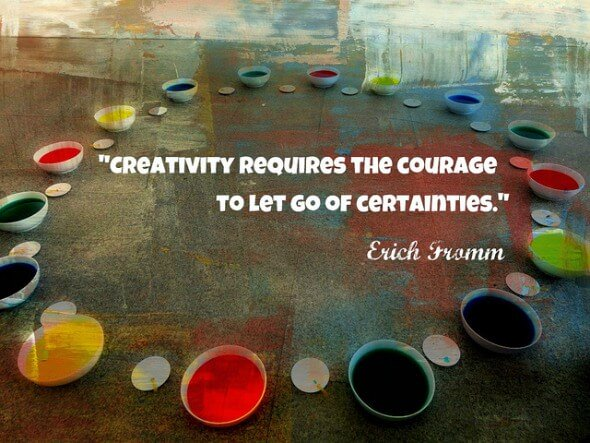 "Creativity requires the courage
to let go of certainties."
Erich Fromm